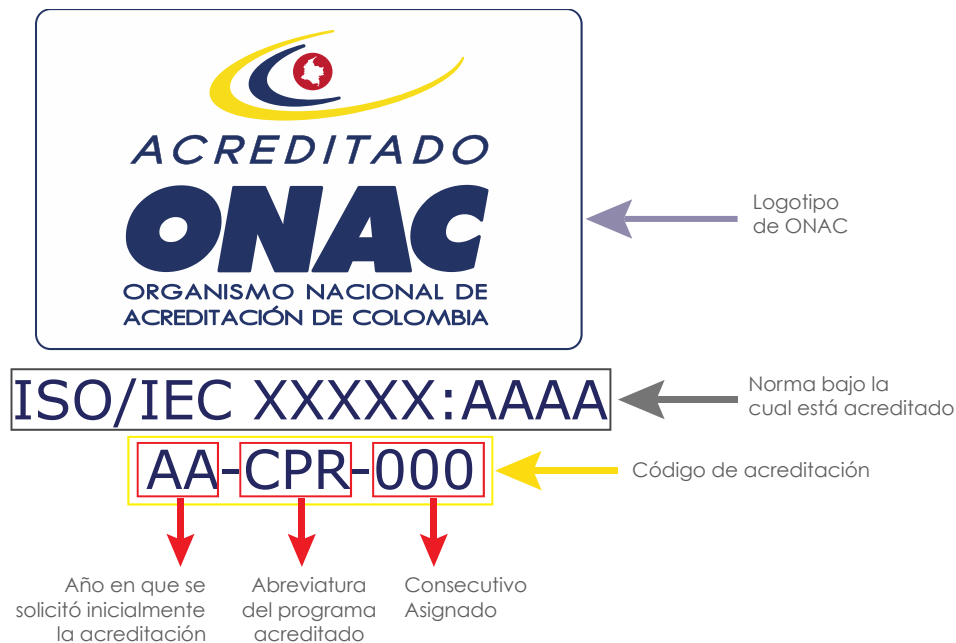 ACREDITADO
ONAC
ORGANISMO NACIONAL DE
ACREDITACIÓN DE COLOMBIA
Logotipo
de ONAC
ISO/IEC XXXXX:AAAA
Norma bajo la
cual está acreditado
AA-CPR-000
Código de acreditación
Año en que se
solicitó inicialmente
la acreditación
Abreviatura
del programa
acreditado
Consecutivo
Asignado